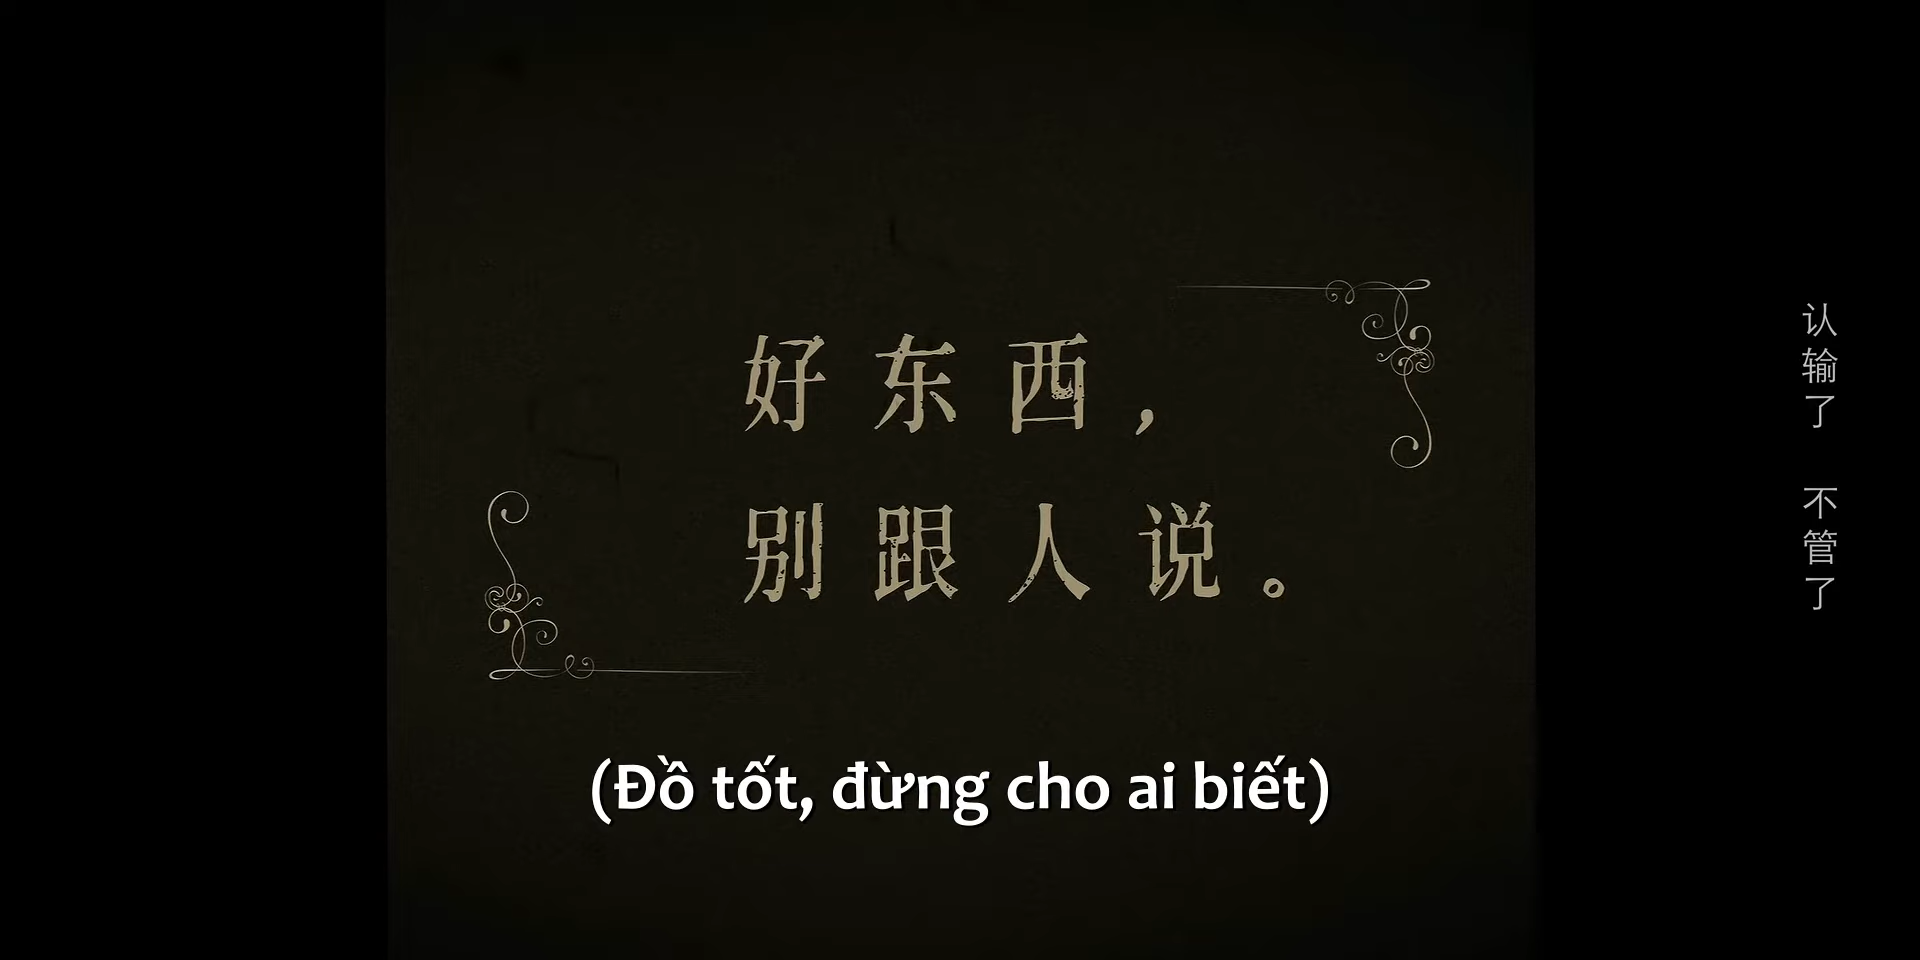 好东西，
别跟人说。
认输了 不管了
(Đồ tốt, đừng cho ai biết)